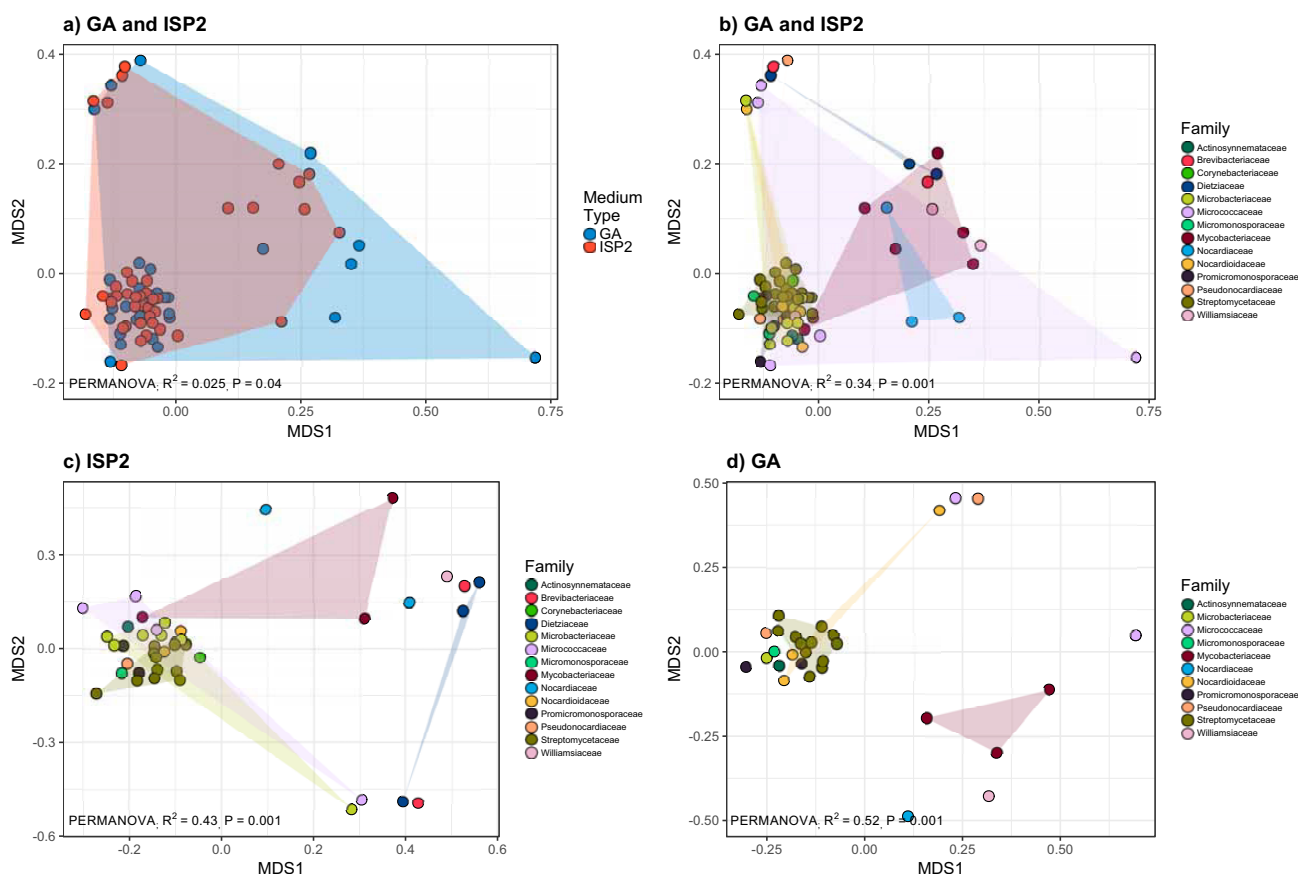 a) GA and ISP2
0.4
0.2
0.0
-0.2
MDS2
PERMANOVA, R² = 0.025, P = 0.04
0.00
0.25
0.50
0.75
MDS1
Medium
Type
GA
ISP2
b) GA and ISP2
0.4
0.2
0.0
-0.2
MDS2
PERMANOVA, R² = 0.34, P = 0.001
0.00
0.25
0.50
0.75
MDS1
Family
Actinosynnemataceae
Brevibacteriaceae
Corynebacteriaceae
Dietziaceae
Microbacteriaceae
Micrococcaceae
Micromonosporaceae
Mycobacteriaceae
Nocardiaceae
Nocardioidaceae
Promicromonosporaceae
Pseudonocardiaceae
Streptomycetaceae
Williamsiaceae
c) ISP2
0.3
0.0
-0.3
-0.6
MDS2
PERMANOVA, R² = 0.43, P = 0.001
-0.2
0.0
0.2
0.4
0.6
MDS1
Family
Actinosynnemataceae
Brevibacteriaceae
Corynebacteriaceae
Dietziaceae
Microbacteriaceae
Micrococcaceae
Micromonosporaceae
Mycobacteriaceae
Nocardiaceae
Nocardioidaceae
Promicromonosporaceae
Pseudonocardiaceae
Streptomycetaceae
Williamsiaceae
d) GA
0.50
0.25
0.00
-0.25
-0.50
MDS2
PERMANOVA, R² = 0.52, P = 0.001
-0.25
0.00
0.25
0.50
MDS1
Family
Actinosynnemataceae
Microbacteriaceae
Micrococcaceae
Micromonosporaceae
Mycobacteriaceae
Nocardiaceae
Nocardioidaceae
Promicromonosporaceae
Pseudonocardiaceae
Streptomycetaceae
Williamsiaceae